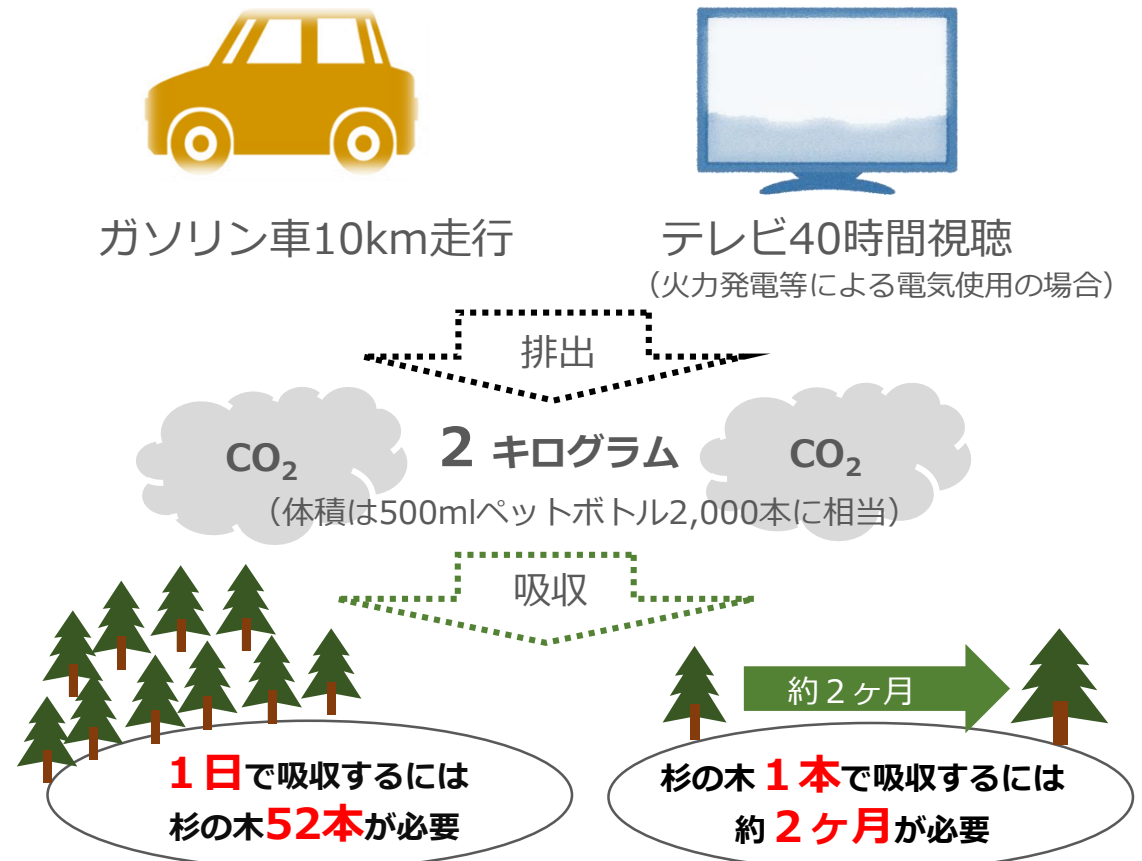 ガソリン車10km走行
テレビ40時間視聴
（火力発電等による電気使用の場合）
排出
CO₂
２ キログラム
CO₂
（体積は500mlペットボトル2,000本に相当）
吸収
約２ヶ月
１日で吸収するには
杉の木52本が必要
杉の木１本で吸収するには
約２ヶ月が必要